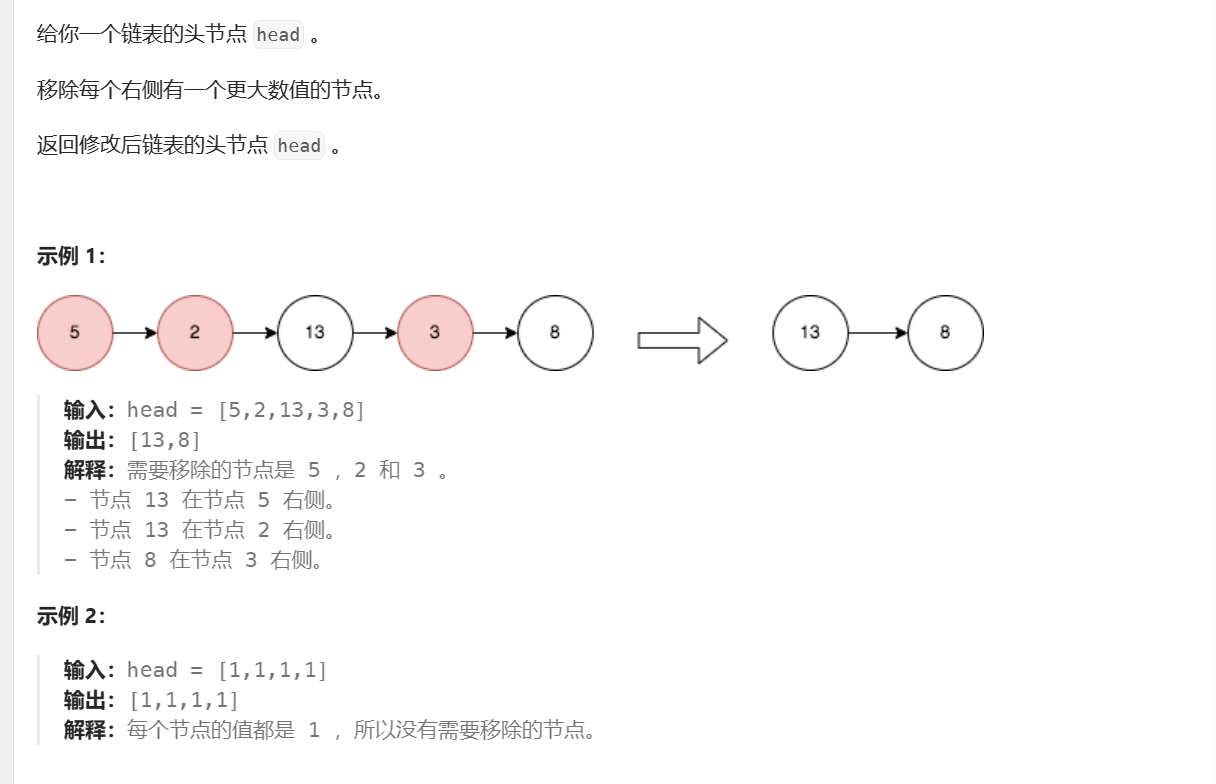 给你一个链表的头节点 head 。
移除每个右侧有一个更大数值的节点。
返回修改后链表的头节点 head 。
示例 1：
5 2 13 3 8 13 8
输入：head = [5,2,13,3,8]
输出：[13,8]
解释：需要移除的节点是 5 ，2 和 3 。
- 节点 13 在节点 5 右侧。
- 节点 13 在节点 2 右侧。
- 节点 8 在节点 3 右侧。
示例 2：
输入：head = [1,1,1,1]
输出：[1,1,1,1]
解释：每个节点的值都是 1 ，所以没有需要移除的节点。